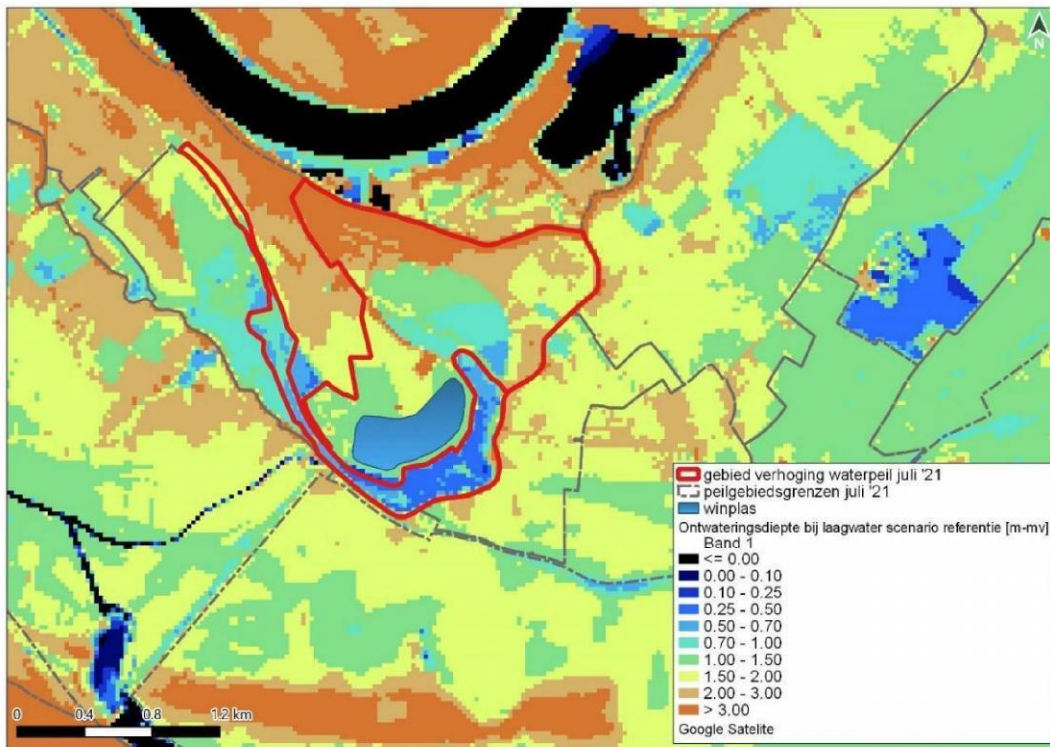 N
gebied verhoging waterpeil juli '21
peilgebiedsgrenzen juli '21
winplas
Ontwateringsdiepte bij laagwater scenario referentie [m-mv]
Band 1
<= 0.00
0.00 - 0.10
0.10 - 0.25
0.25 - 0.50
0.50 - 0.70
0.70 - 1.00
1.00 - 1.50
1.50 - 2.00
2.00 - 3.00
> 3.00
Google Satelite
0 0.4 0.8 1.2 km